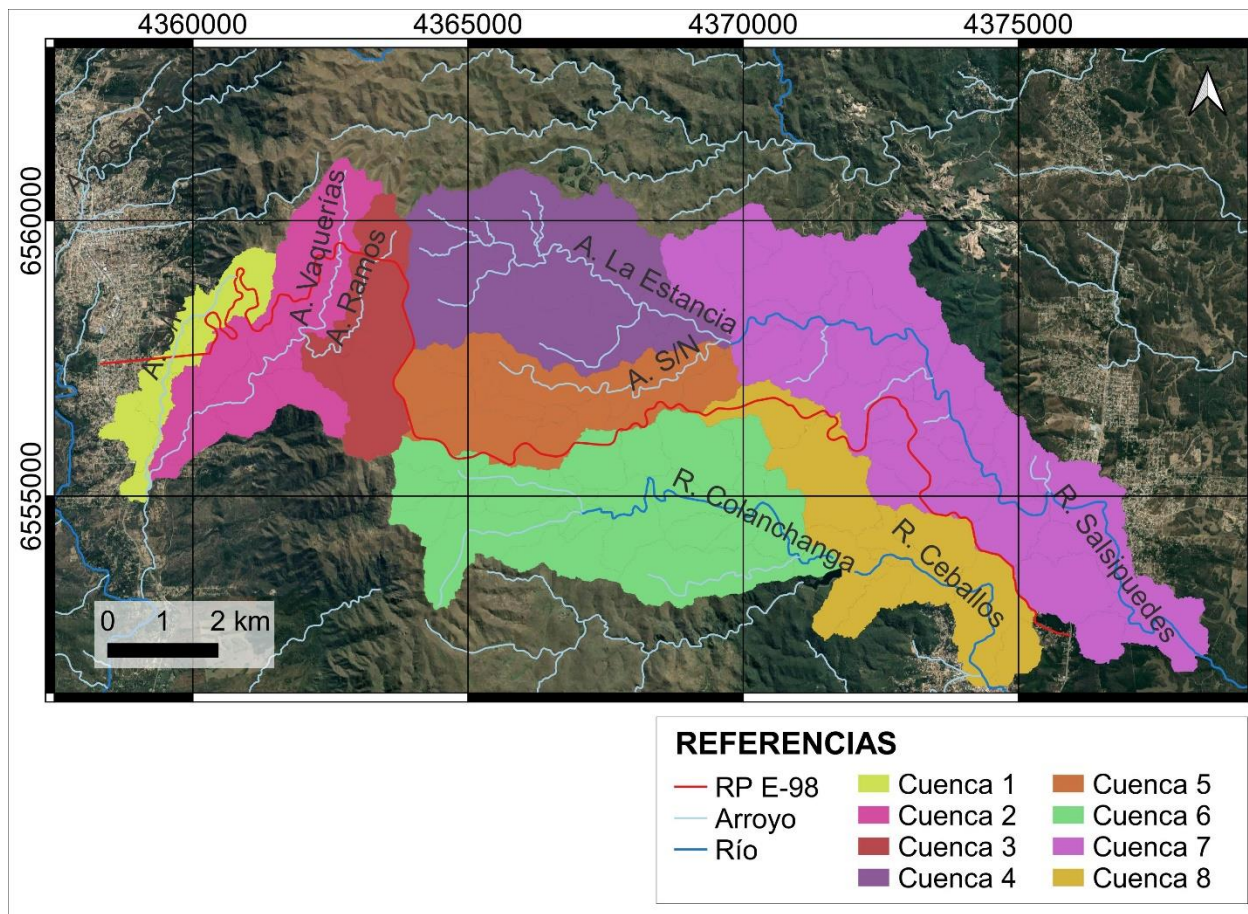 4360000 4365000 4370000 4375000
6560000
6555000
A. Vaquerías
A. Ramos
A. La Estancia
A. S/N
R. Colanchanga
R. Ceballos
R. Salsipuedes
0 1 2 km
REFERENCIAS
RP E-98
Arroyo
Río
Cuenca 1
Cuenca 2
Cuenca 3
Cuenca 4
Cuenca 5
Cuenca 6
Cuenca 7
Cuenca 8